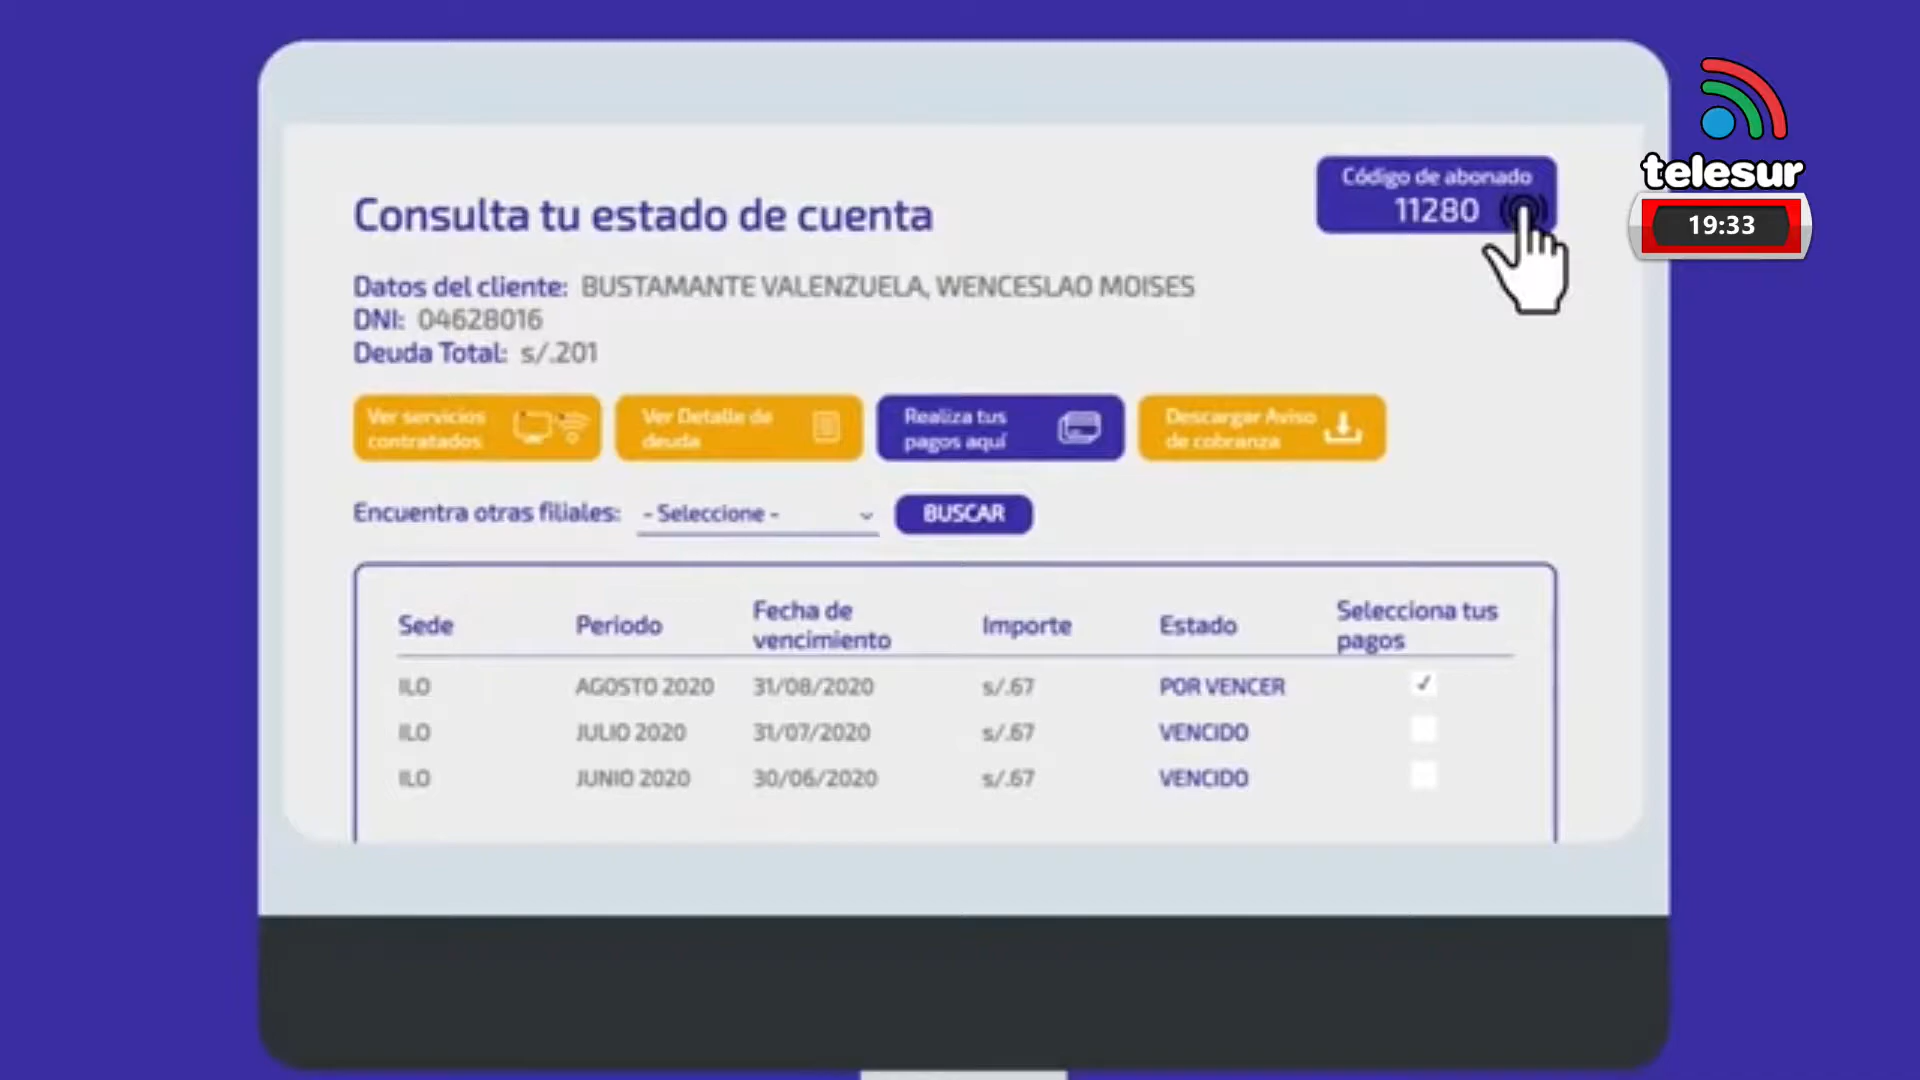 telesur
19:33
Código de abonado
11280
Consulta tu estado de cuenta
Datos del cliente: BUSTAMANTE VALENZUELA, WENCESLAO MOISES
DNI: 04628016
Deuda Total: s/.201
Ver servicios
contratados
Ver Detalle de
deuda
Realiza tus
pagos aquí
Descargar Aviso
de cobranza
Encuentra otras filiales: - Seleccione - BUSCAR
Sede Periodo Fecha de vencimiento Importe Estado Selecciona tus pagos
ILO AGOSTO 2020 31/08/2020 s/.67 POR VENCER
ILO JULIO 2020 31/07/2020 s/.67 VENCIDO
ILO JUNIO 2020 30/06/2020 s/.67 VENCIDO